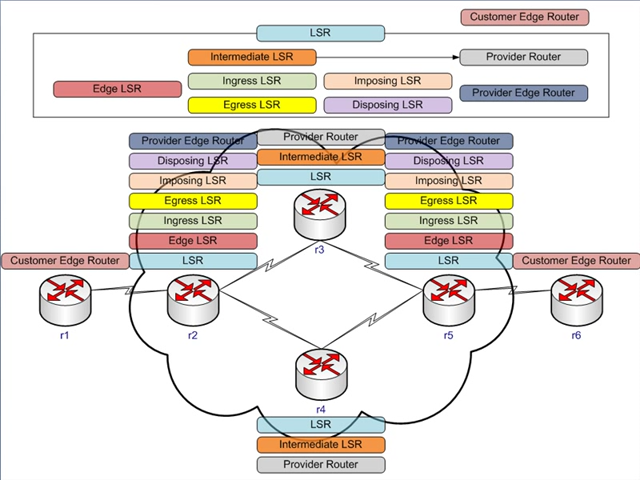 Customer Edge Router
LSR
Intermediate LSR
Provider Router
Edge LSR
Ingress LSR
Imposing LSR
Provider Edge Router
Egress LSR
Disposing LSR
Provider Edge Router
Provider Router
Provider Edge Router
Disposing LSR
Intermediate LSR
Disposing LSR
Imposing LSR
LSR
Imposing LSR
Egress LSR
Egress LSR
Ingress LSR
Ingress LSR
Edge LSR
r3
Edge LSR
Customer Edge Router
LSR
LSR
Customer Edge Router
r1
r2
r5
r6
r4
LSR
Intermediate LSR
Provider Router